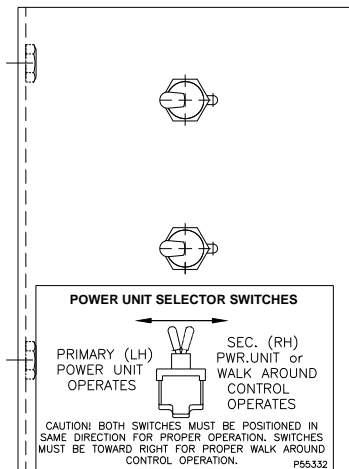 POWER UNIT SELECTOR SWITCHES
PRIMARY (LH)
POWER UNIT
OPERATES
SEC. (RH)
PWR.UNIT or
WALK AROUND
CONTROL
OPERATES
CAUTION! BOTH SWITCHES MUST BE POSITIONED IN
SAME DIRECTION FOR PROPER OPERATION. SWITCHES
MUST BE TOWARD RIGHT FOR PROPER WALK AROUND
CONTROL OPERATION.
P55332